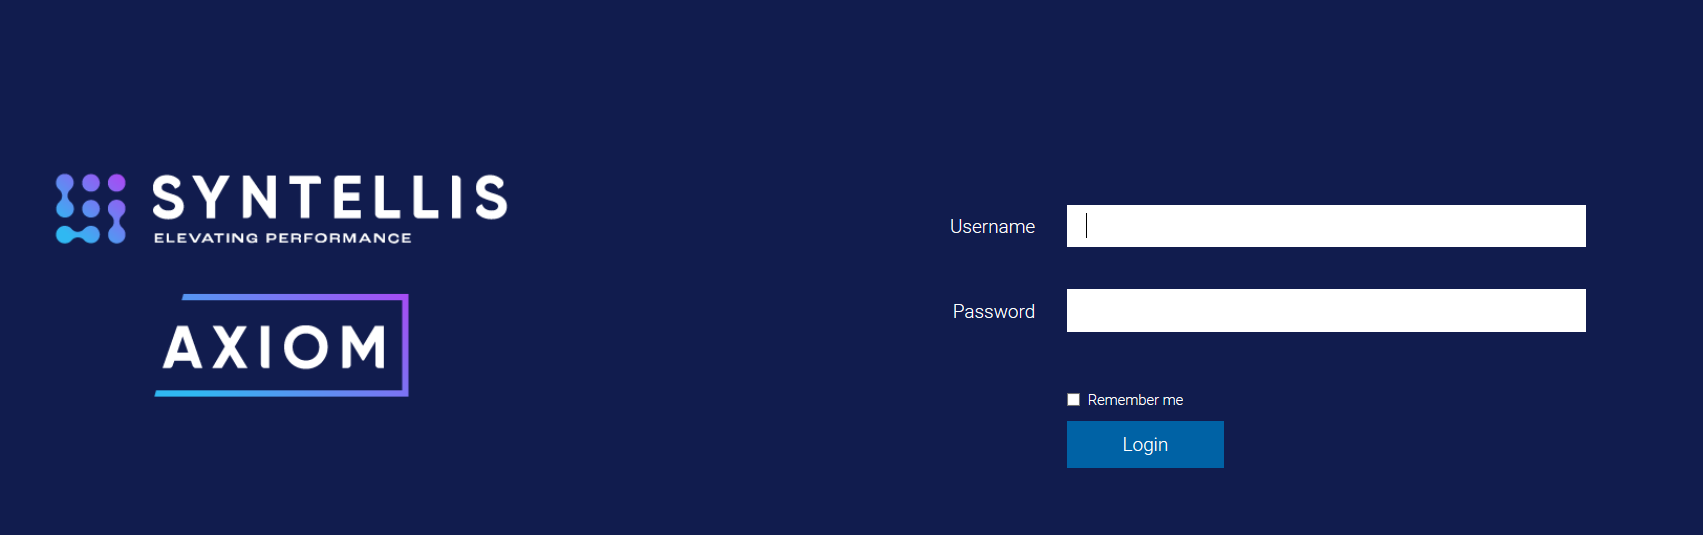 SYNTELLIS
ELEVATING PERFORMANCE
AXIOM
Username
Password
Remember me
Login